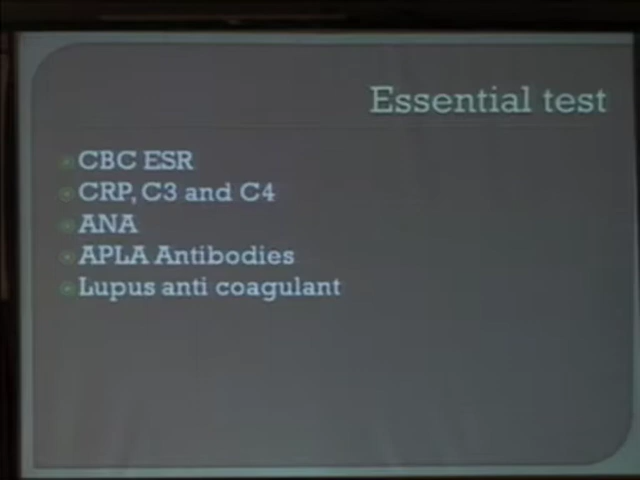 Essential test
CBC ESR
CRP, C3 and C4
ANA
APLA Antibodies
Lupus anti coagulant